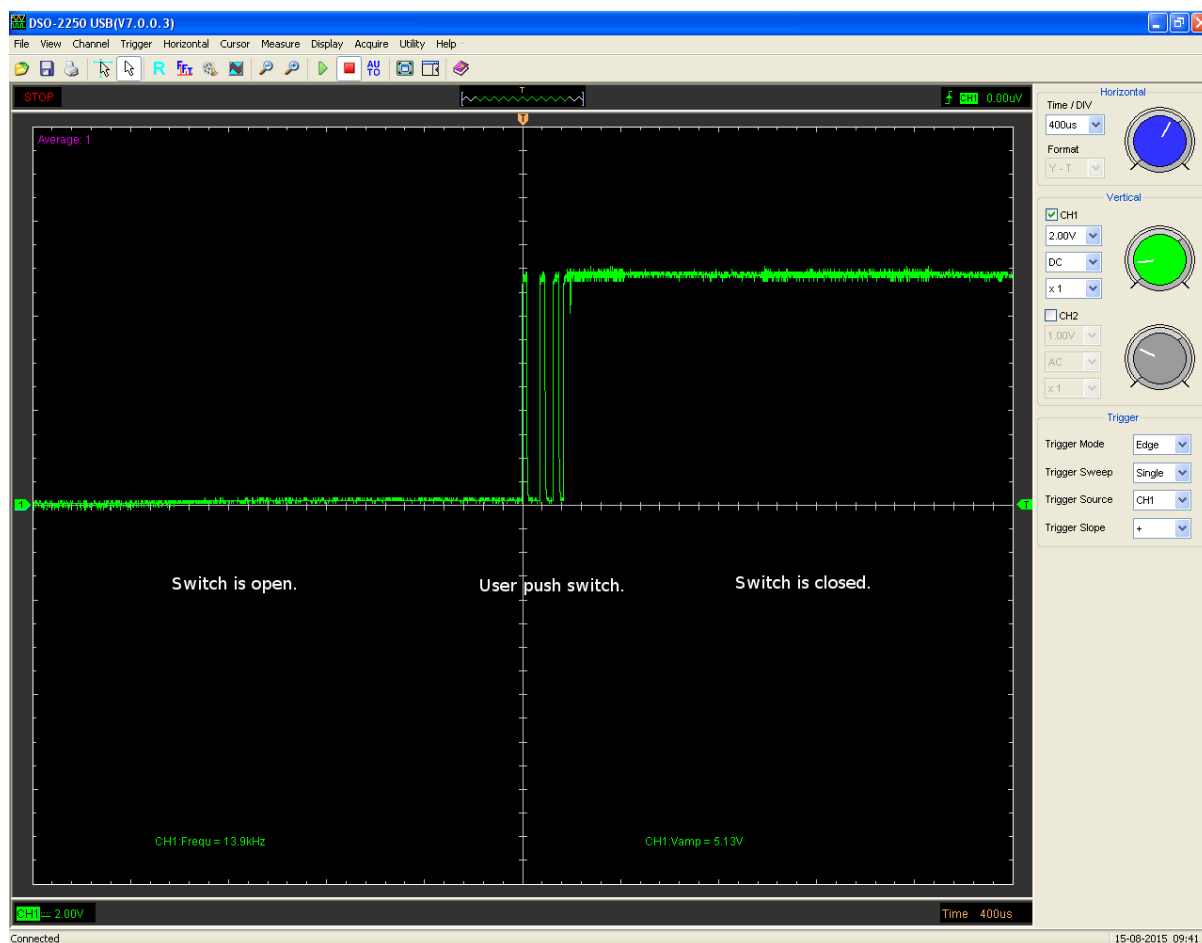 DSO-2250 USB(V7.0.0.3)
File View Channel Trigger Horizontal Cursor Measure Display Acquire Utility Help
R FFT AUTO
STOP
T
CH1 0.00uV
T
Average: 1
1
T
Switch is open.
User push switch.
Switch is closed.
CH1:Frequ = 13.9kHz
CH1:Vamp = 5.13V
CH1 2.00V
Time 400us
Horizontal
Time / DIV
400us
Format
Y - T
Vertical
CH1
2.00V
DC
x 1
CH2
1.00V
AC
x 1
Trigger
Trigger Mode Edge
Trigger Sweep Single
Trigger Source CH1
Trigger Slope +
Connected
15-08-2015 09:41